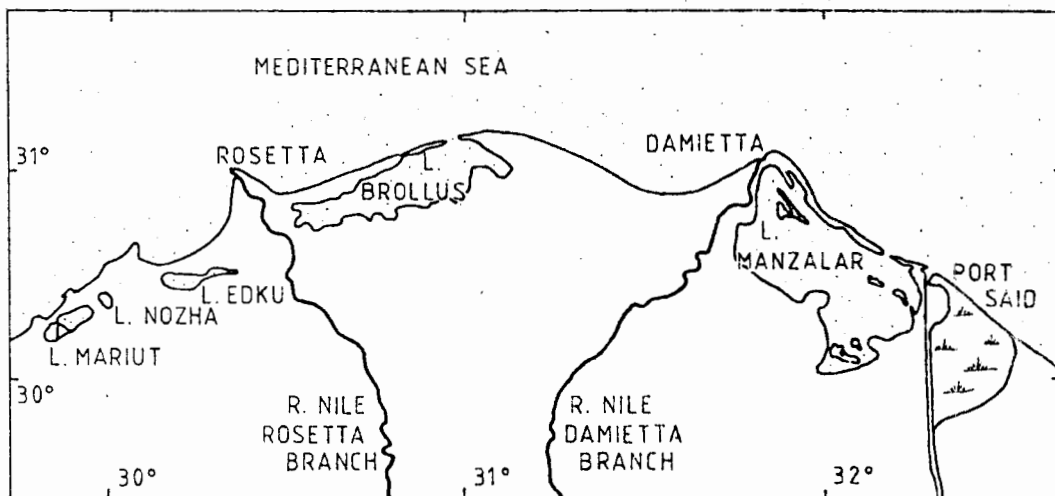 MEDITERRANEAN SEA
31°
ROSETTA
DAMIETTA
L.
BROLLUS
L.
MANZALAR
PORT
SAID
L. EDKU
L. NOZHA
L. MARIUT
30°
R. NILE
ROSETTA
BRANCH
R. NILE
DAMIETTA
BRANCH
30°
31°
32°